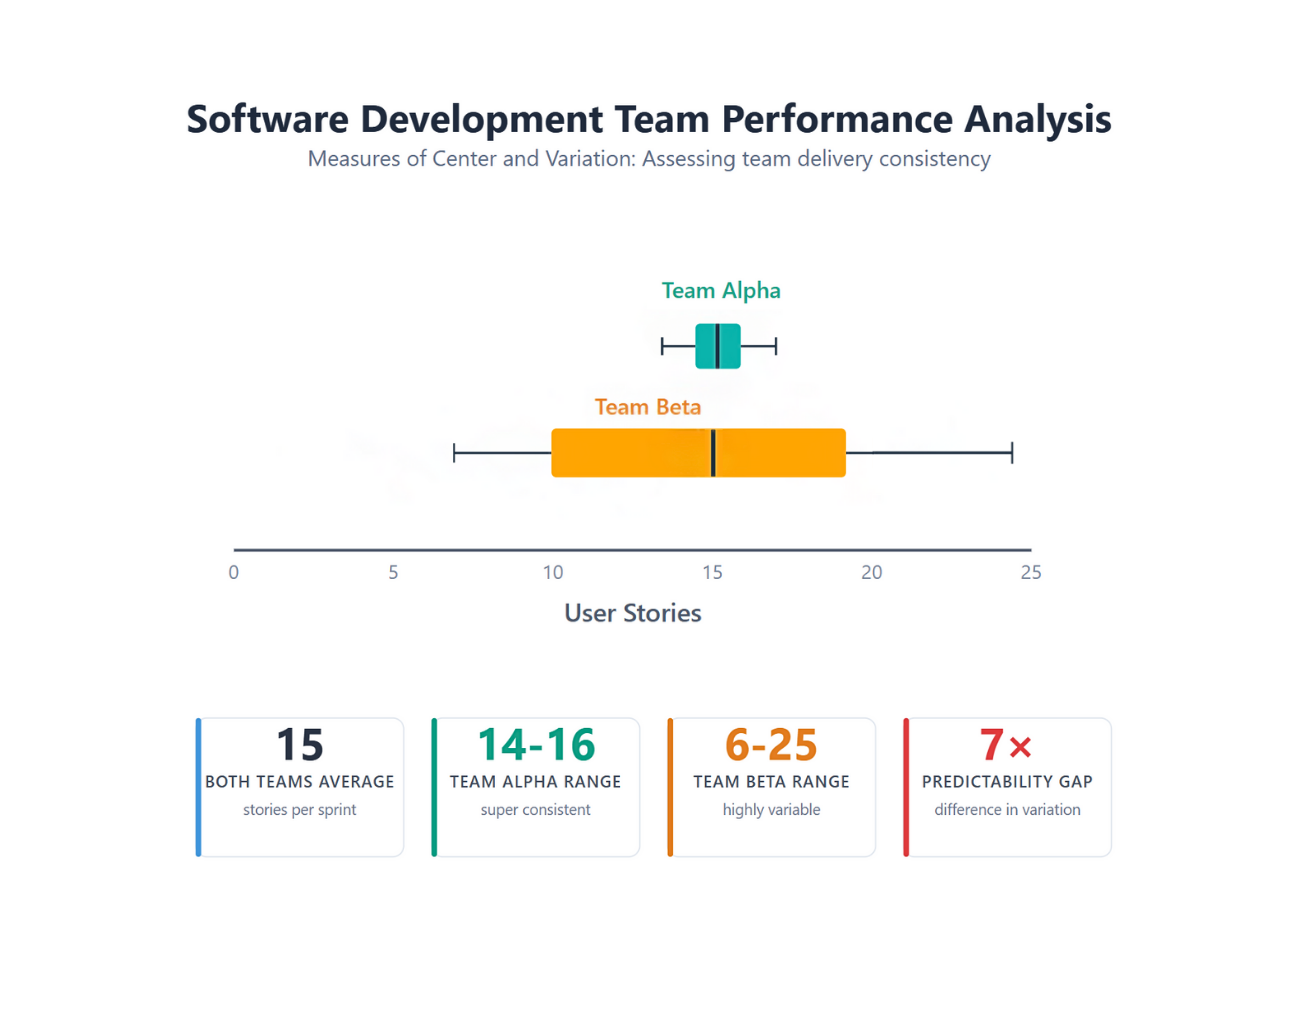 Software Development Team Performance Analysis
Measures of Center and Variation: Assessing team delivery consistency
Team Alpha
Team Beta
0 5 10 15 20 25
User Stories
15
BOTH TEAMS AVERAGE
stories per sprint
14-16
TEAM ALPHA RANGE
super consistent
6-25
TEAM BETA RANGE
highly variable
7×
PREDICTABILITY GAP
difference in variation